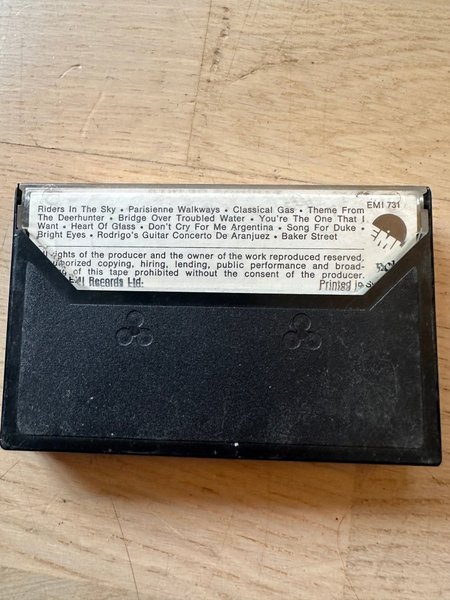 Riders In The Sky • Parisienne Walkways • Classical Gas • Theme From
The Deerhunter • Bridge Over Troubled Water • You're The One That I
Want • Heart Of Glass • Don't Cry For Me Argentina • Song For Duke •
Bright Eyes • Rodrigo's Guitar Concerto De Aranjuez • Baker Street
EMI 731
EMI
rights of the producer and the owner of the work reproduced reserved.
copying, hiring, lending, public performance and broad-
of this tape prohibited without the consent of the producer.
Records Ltd.
Printed in